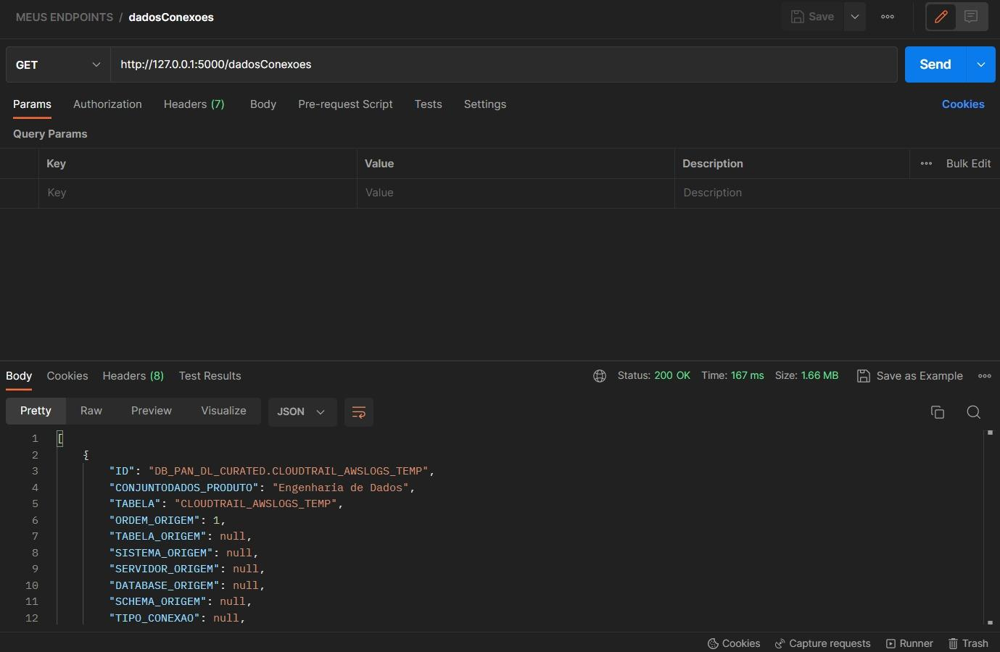 MEUS ENDPOINTS / dadosConexoes
Save
GET
http://127.0.0.1:5000/dadosConexoes
Send
Params Authorization Headers (7) Body Pre-request Script Tests Settings Cookies
Query Params
Key Value Description Bulk Edit
Key Value Description
Body Cookies Headers (8) Test Results Status: 200 OK Time: 167 ms Size: 1.66 MB Save as Example
Pretty Raw Preview Visualize JSON
1 [
2 {
3 "ID": "DB_PAN_DL_CURATED.CLOUDTRAIL_AWSLOGS_TEMP",
4 "CONJUNTODADOS_PRODUTO": "Engenharia de Dados",
5 "TABELA": "CLOUDTRAIL_AWSLOGS_TEMP",
6 "ORDEM_ORIGEM": 1,
7 "TABELA_ORIGEM": null,
8 "SISTEMA_ORIGEM": null,
9 "SERVIDOR_ORIGEM": null,
10 "DATABASE_ORIGEM": null,
11 "SCHEMA_ORIGEM": null,
12 "TIPO_CONEXAO": null,
Cookies Capture requests Runner Trash